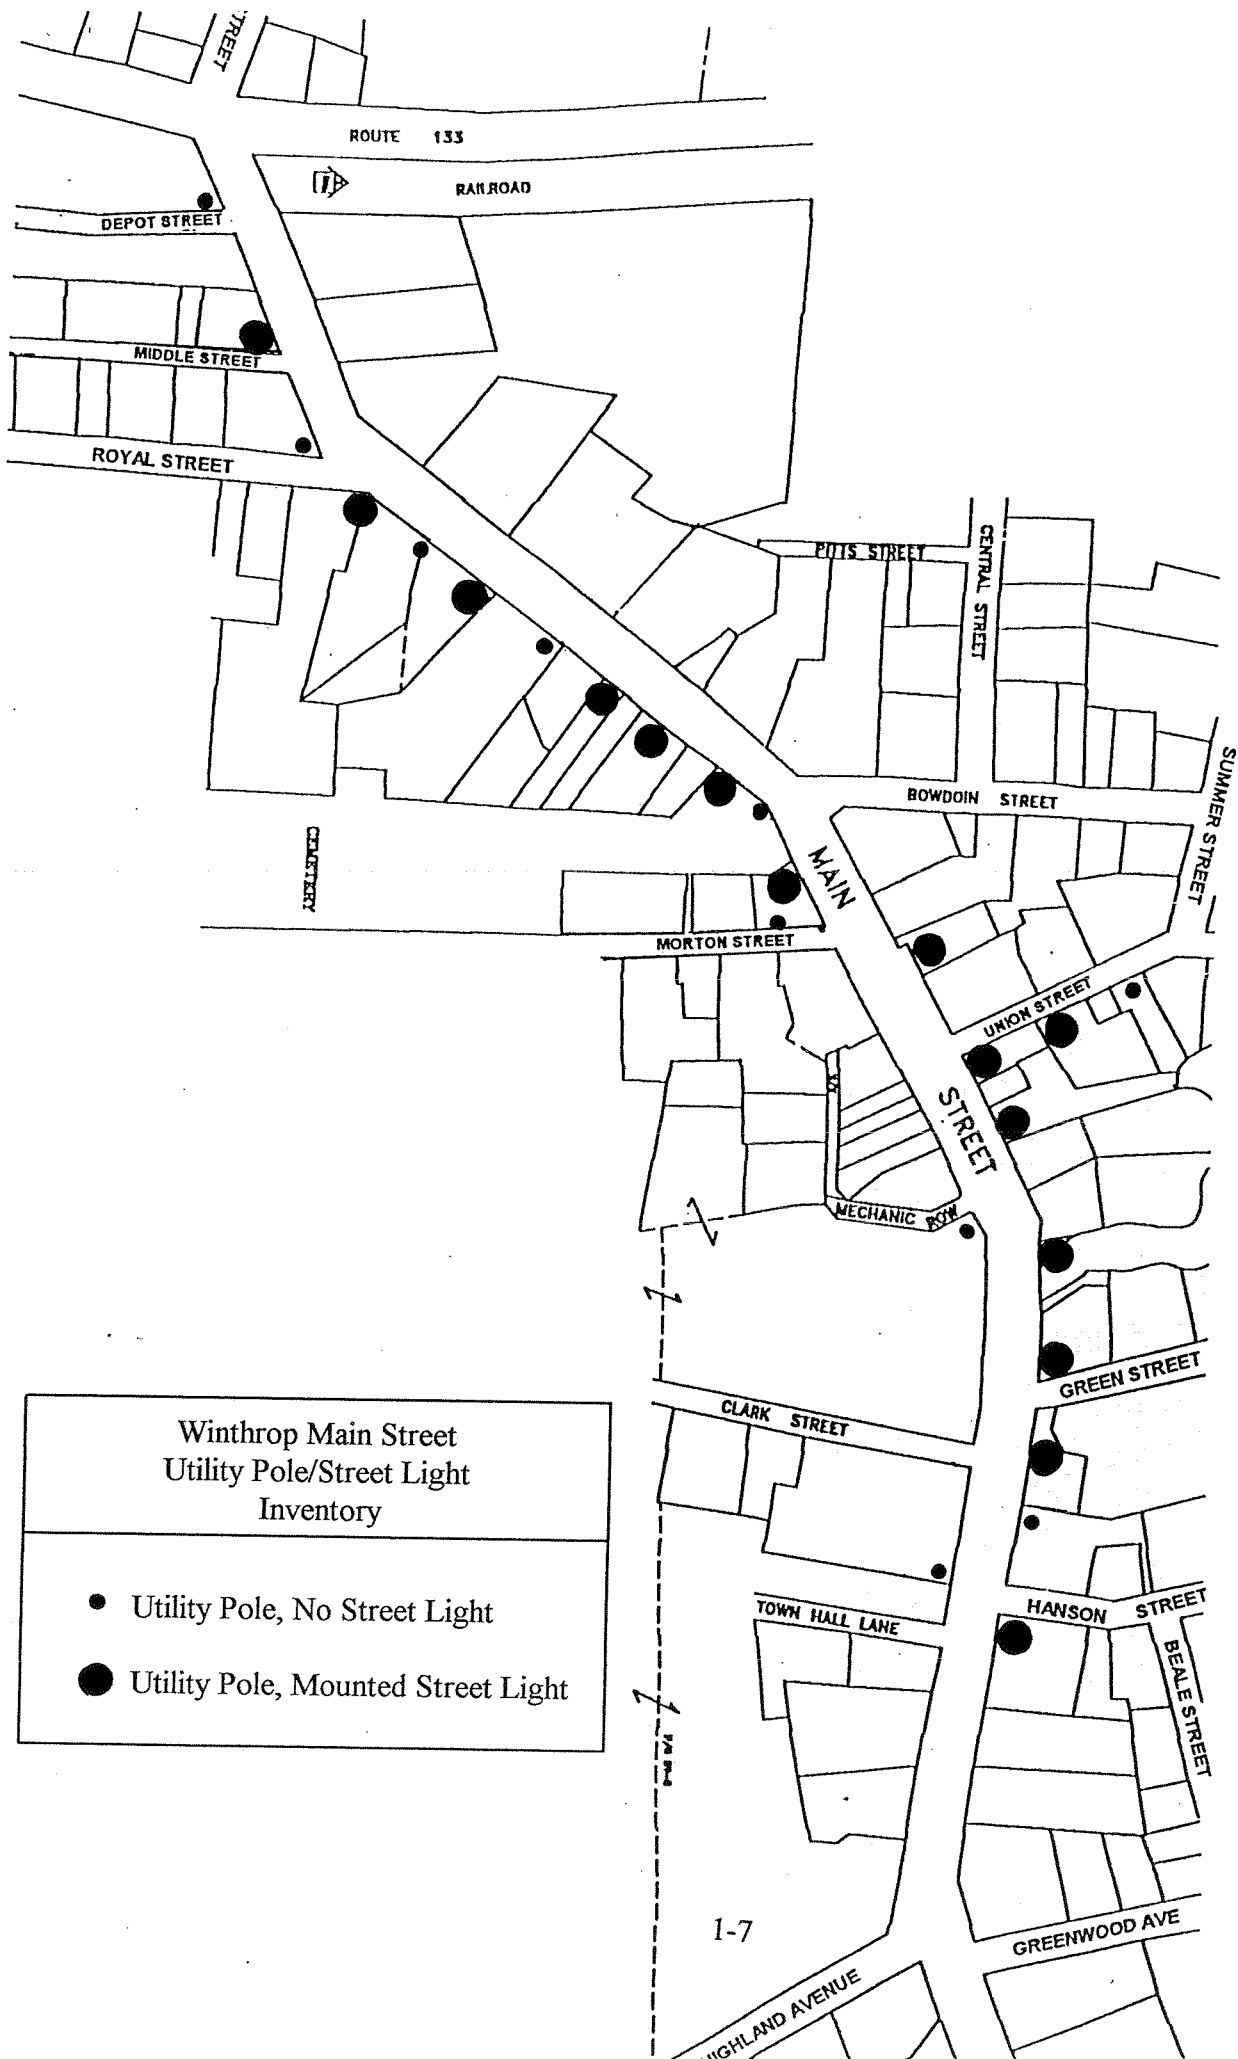 STREET
ROUTE 133
RAILROAD
DEPOT STREET
MIDDLE STREET
ROYAL STREET
PITTS STREET
CENTRAL STREET
SUMMER STREET
BOWDOIN STREET
CEMETERY
MAIN STREET
MORTON STREET
UNION STREET
MECHANIC ROW
GREEN STREET
CLARK STREET
Winthrop Main Street
Utility Pole/Street Light
Inventory
Utility Pole, No Street Light
Utility Pole, Mounted Street Light
TOWN HALL LANE
HANSON STREET
BEALE STREET
1-7
GREENWOOD AVE
HIGHLAND AVENUE